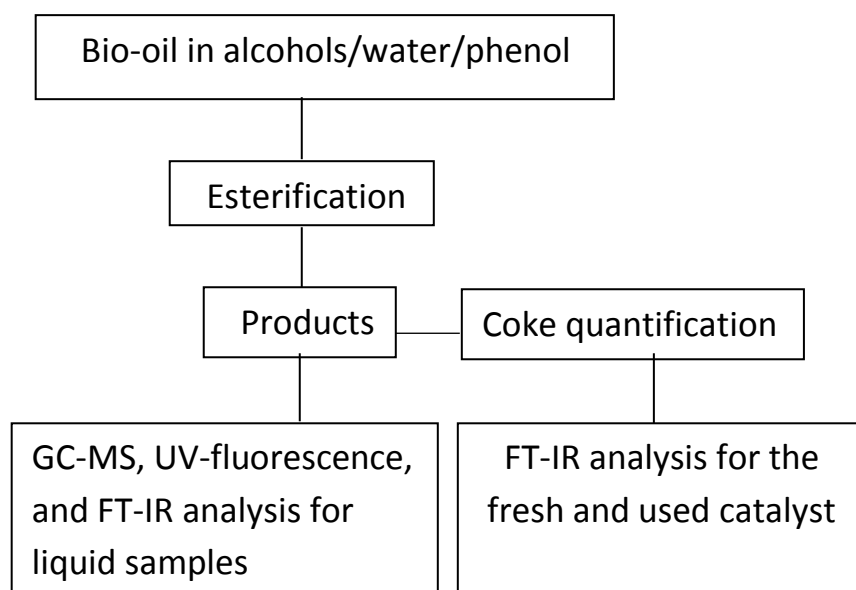 Bio-oil in alcohols/water/phenol
Esterification
Products
Coke quantification
GC-MS, UV-fluorescence,
and FT-IR analysis for
liquid samples
FT-IR analysis for the
fresh and used catalyst